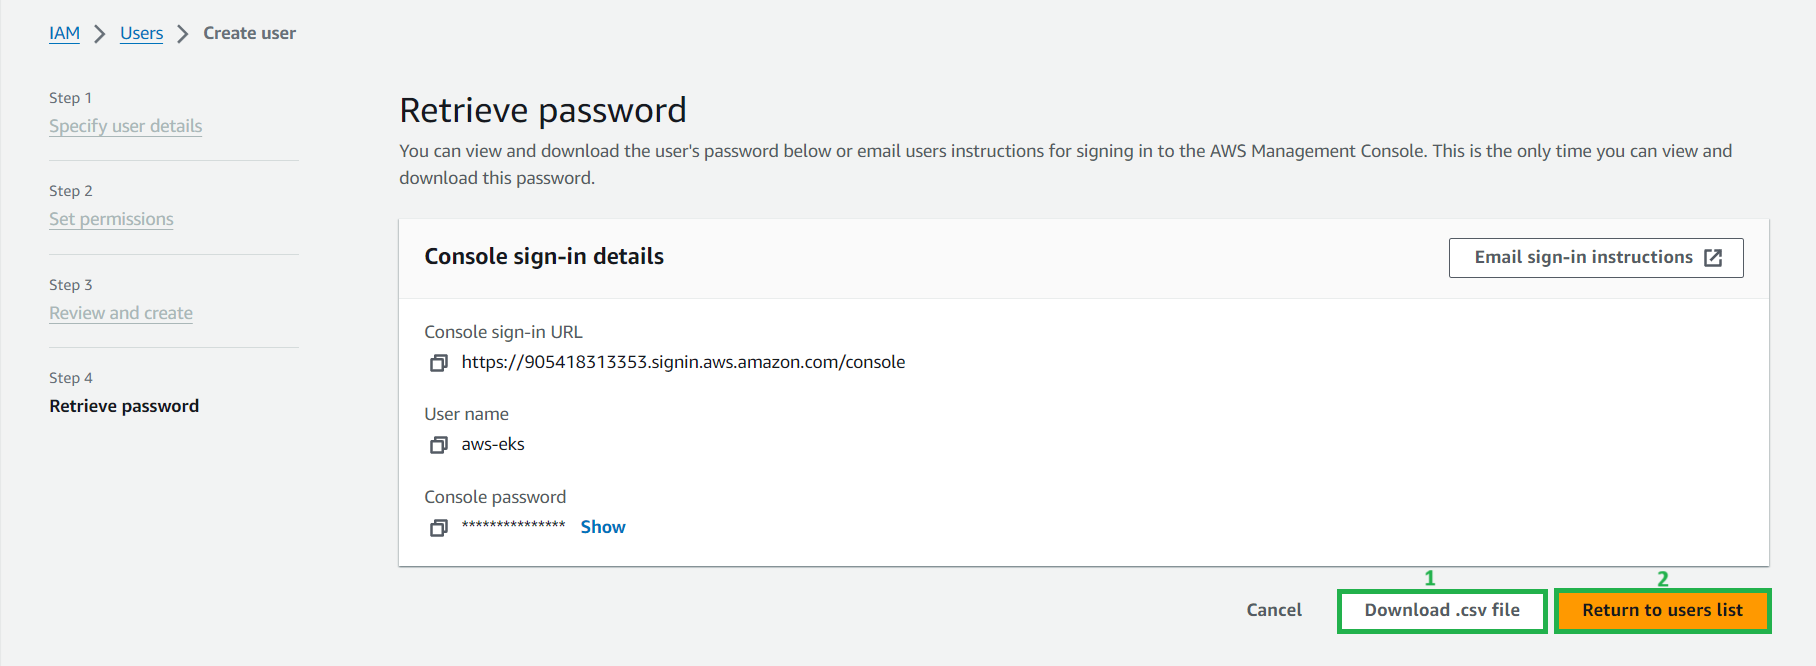 IAM > Users > Create user
Step 1
Specify user details
Step 2
Set permissions
Step 3
Review and create
Step 4
Retrieve password
Retrieve password
You can view and download the user's password below or email users instructions for signing in to the AWS Management Console. This is the only time you can view and
download this password.
Console sign-in details
Email sign-in instructions
Console sign-in URL
https://905418313353.signin.aws.amazon.com/console
User name
aws-eks
Console password
*************** Show
1 2
Cancel Download .csv file Return to users list